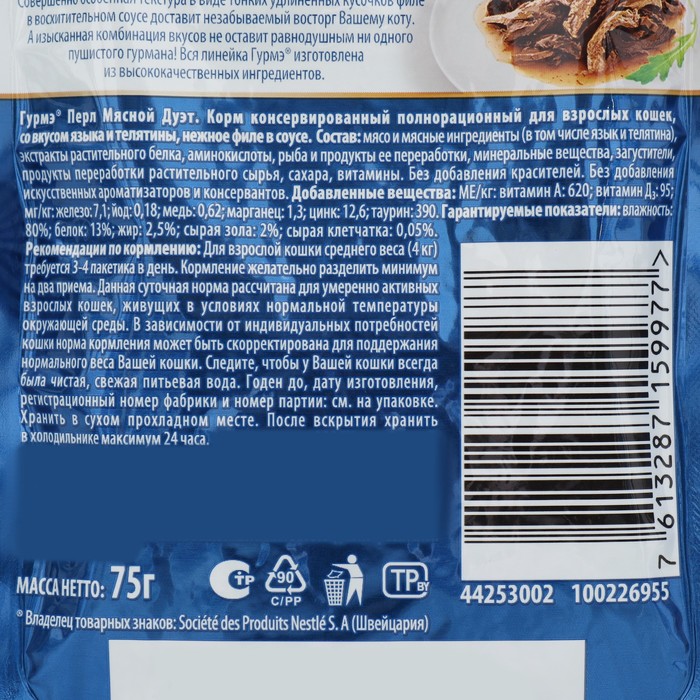 Совершенно особенная текстура в виде тонких удлиненных кусочков филе
в восхитительном соусе доставит незабываемый восторг Вашему коту.
А изысканная комбинация вкусов не оставит равнодушным ни одного
пушистого гурмана! Вся линейка Гурмэ® изготовлена
из высококачественных ингредиентов.
Гурмэ® Перл Мясной Дуэт. Корм консервированный полнорационный для взрослых кошек,
со вкусом языка и телятины, нежное филе в соусе. Состав: мясо и мясные ингредиенты (в том числе язык и телятина),
экстракты растительного белка, аминокислоты, рыба и продукты ее переработки, минеральные вещества, загустители,
продукты переработки растительного сырья, сахара, витамины. Без добавления красителей. Без добавления
искусственных ароматизаторов и консервантов. Добавленные вещества: МЕ/кг: витамин А: 620; витамин Д₃: 95;
мг/кг: железо: 7,1; йод: 0,18; медь: 0,62; марганец: 1,3; цинк: 12,6; таурин: 390. Гарантируемые показатели: влажность:
80%; белок: 13%; жир: 2,5%; сырая зола: 2%; сырая клетчатка: 0,05%.
Рекомендации по кормлению: Для взрослой кошки среднего веса (4 кг)
требуется 3-4 пакетика в день. Кормление желательно разделить минимум
на два приема. Данная суточная норма рассчитана для умеренно активных
взрослых кошек, живущих в условиях нормальной температуры
окружающей среды. В зависимости от индивидуальных потребностей
кошки норма кормления может быть скорректирована для поддержания
нормального веса Вашей кошки. Следите, чтобы у Вашей кошки всегда
была чистая, свежая питьевая вода. Годен до, дату изготовления,
регистрационный номер фабрики и номер партии: см. на упаковке.
Хранить в сухом прохладном месте. После вскрытия хранить
в холодильнике максимум 24 часа.
7 613287 159977 >
МАССА НЕТТО: 75г
СТР
90
C/PP
ТР BY
44253002 100226955
® Владелец товарных знаков: Société des Produits Nestlé S. A (Швейцария)